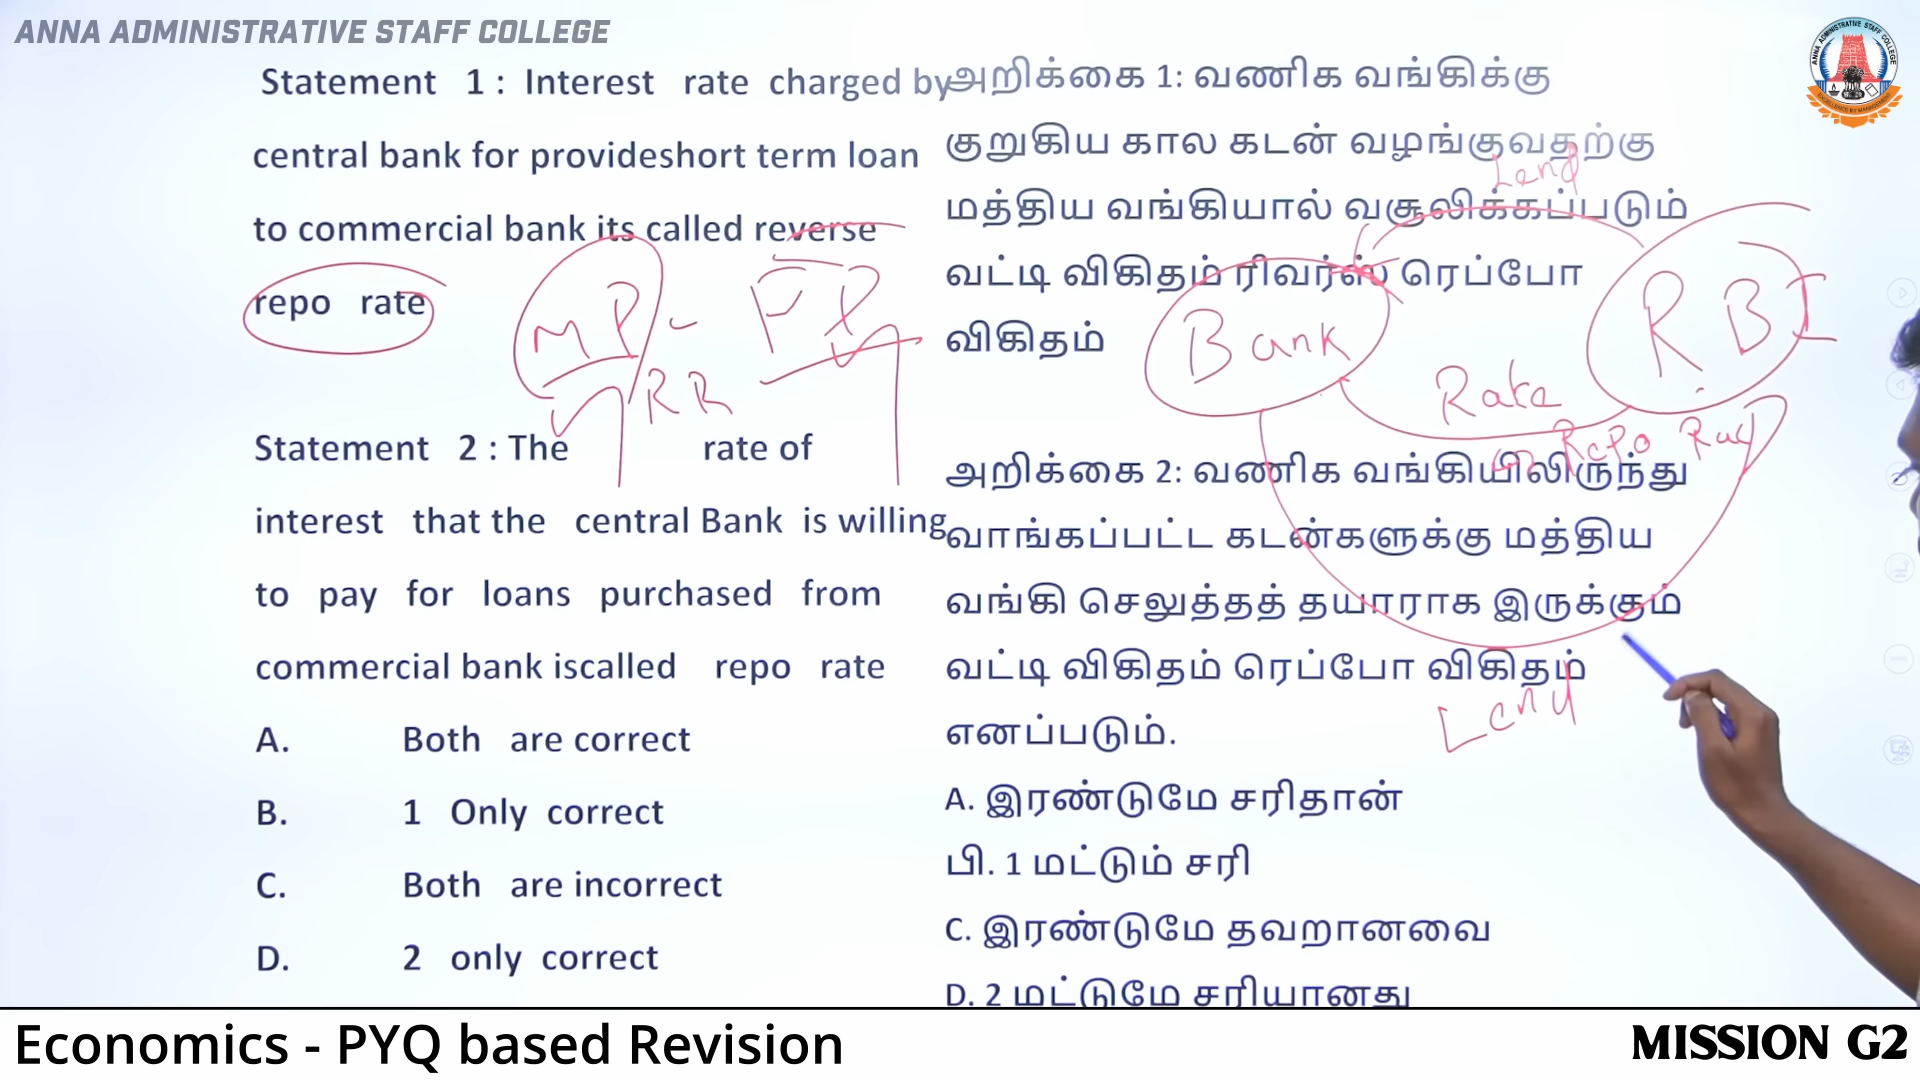 ANNA ADMINISTRATIVE STAFF COLLEGE
Statement 1 : Interest rate charged by
central bank for provideshort term loan
to commercial bank its called reverse
repo rate
MP - FP
RR
Statement 2 : The rate of
interest that the central Bank is willing
to pay for loans purchased from
commercial bank iscalled repo rate
A. Both are correct
B. 1 Only correct
C. Both are incorrect
D. 2 only correct
அறிக்கை 1: வணிக வங்கிக்கு
குறுகிய கால கடன் வழங்குவதற்கு
Lend
மத்திய வங்கியால் வசூலிக்கப்படும்
வட்டி விகிதம் ரிவர்ஸ் ரெப்போ
விகிதம்
Bank
RBI
Rate
Repo
அறிக்கை 2: வணிக வங்கியிலிருந்து
வாங்கப்பட்ட கடன்களுக்கு மத்திய
வங்கி செலுத்தத் தயாராக இருக்கும்
வட்டி விகிதம் ரெப்போ விகிதம்
Lend
எனப்படும்.
A. இரண்டுமே சரிதான்
பி. 1 மட்டும் சரி
C. இரண்டுமே தவறானவை
D. 2 மட்டுமே சரியானது
Economics - PYQ based Revision
MISSION G2